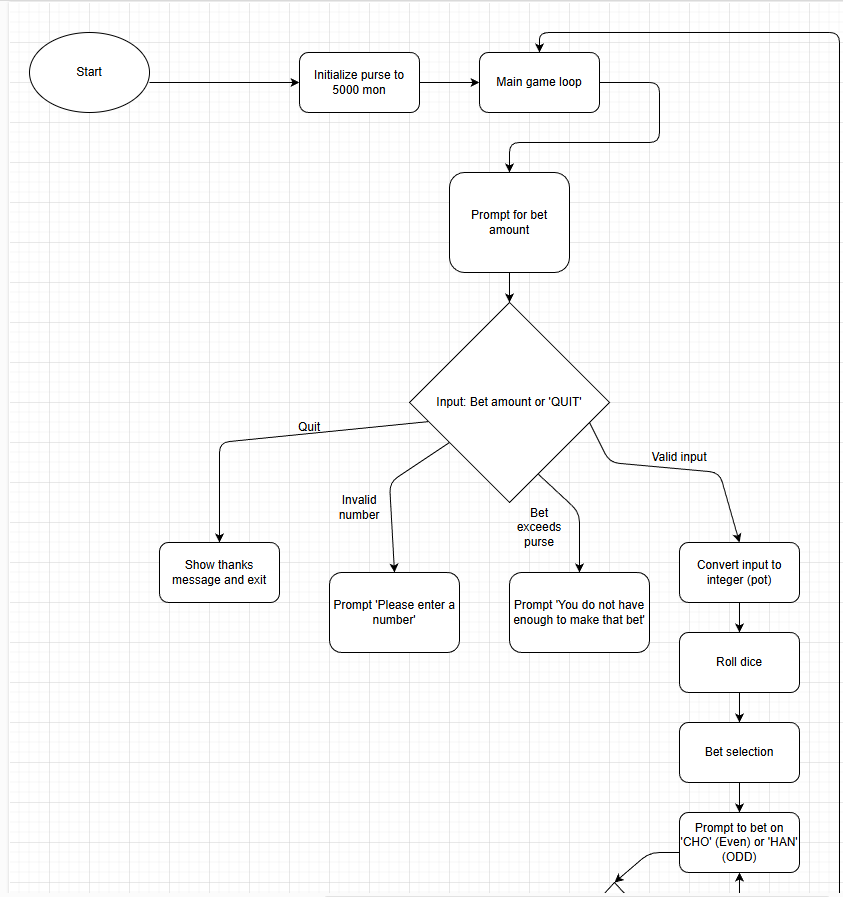 Start
Initialize purse to
5000 mon
Main game loop
Prompt for bet
amount
Input: Bet amount or 'QUIT'
Quit
Valid input
Invalid
number
Bet
exceeds
purse
Show thanks
message and exit
Prompt 'Please enter a
number'
Prompt 'You do not have
enough to make that bet'
Convert input to
integer (pot)
Roll dice
Bet selection
Prompt to bet on
'CHO' (Even) or 'HAN'
(ODD)